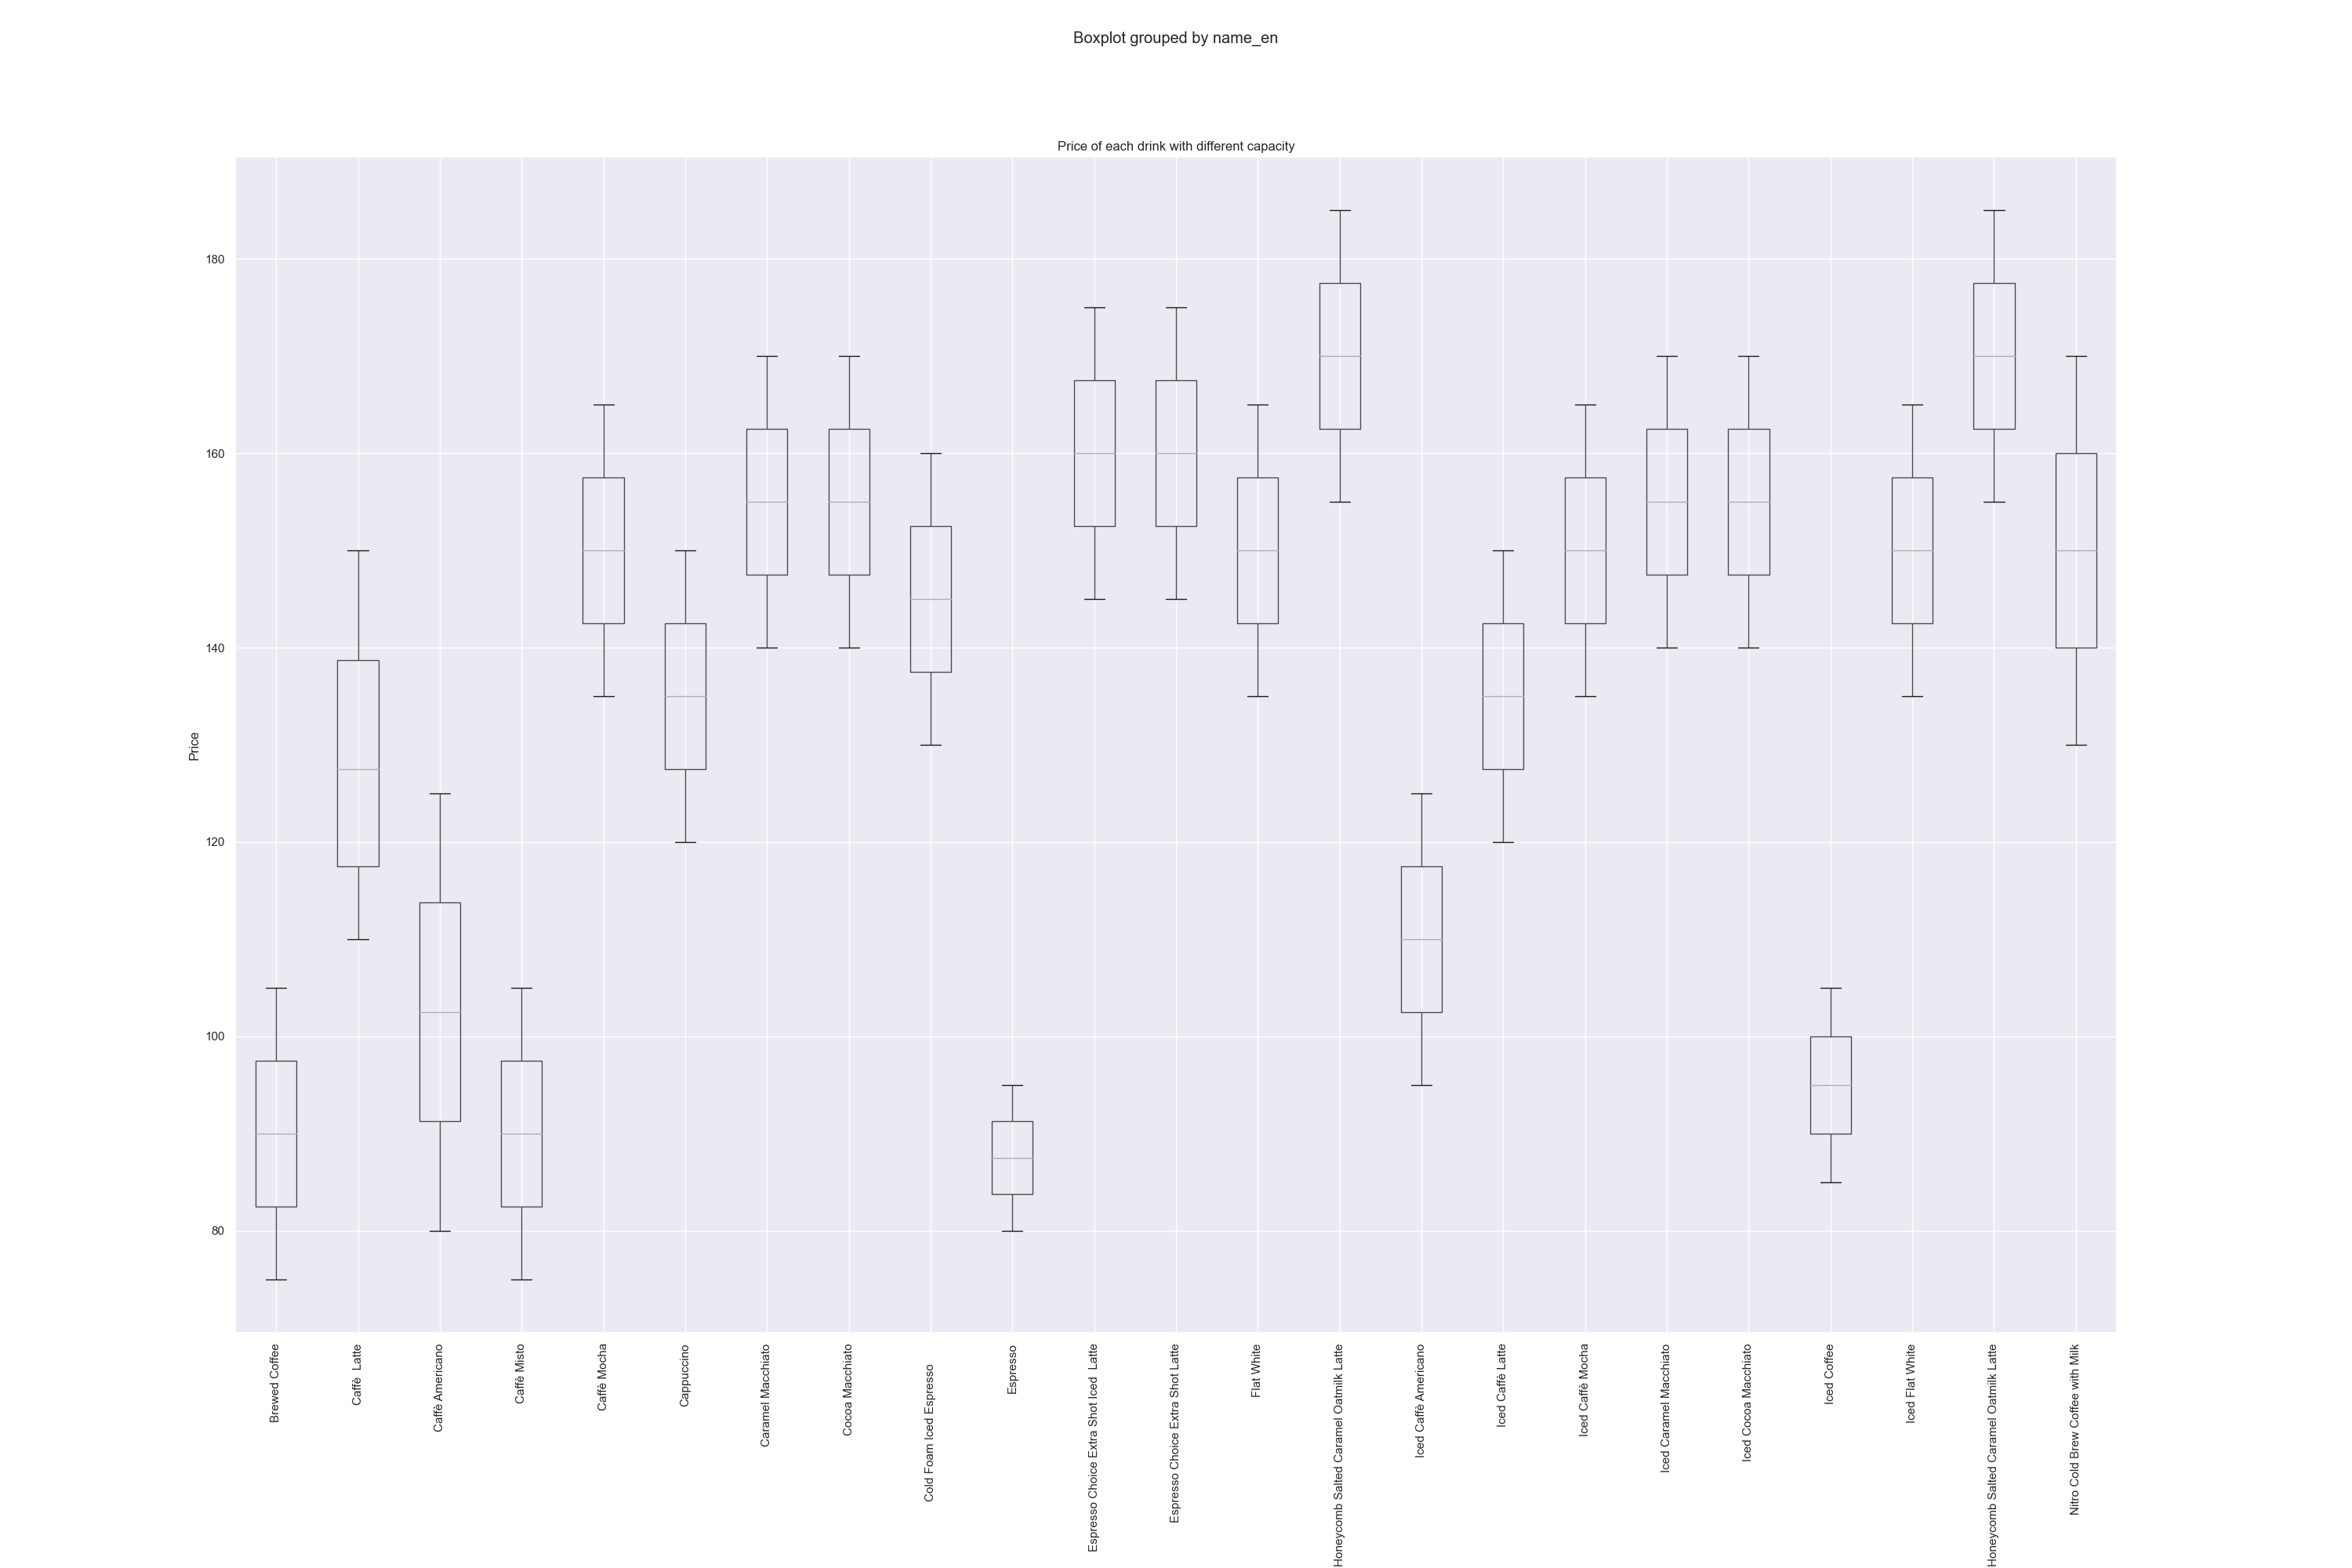 Boxplot grouped by name_en
Price of each drink with different capacity
Price
180
160
140
120
100
80
Brewed Coffee
Caffè  Latte
Caffè Americano
Caffè Misto
Caffè Mocha
Cappuccino
Caramel Macchiato
Cocoa Macchiato
Cold Foam Iced Espresso
Espresso
Espresso Choice Extra Shot Iced  Latte
Espresso Choice Extra Shot Latte
Flat White
Honeycomb Salted Caramel Oatmilk Latte
Iced Caffè Americano
Iced Caffè Latte
Iced Caffè Mocha
Iced Caramel Macchiato
Iced Cocoa Macchiato
Iced Coffee
Iced Flat White
Honeycomb Salted Caramel Oatmilk Latte
Nitro Cold Brew Coffee with Milk